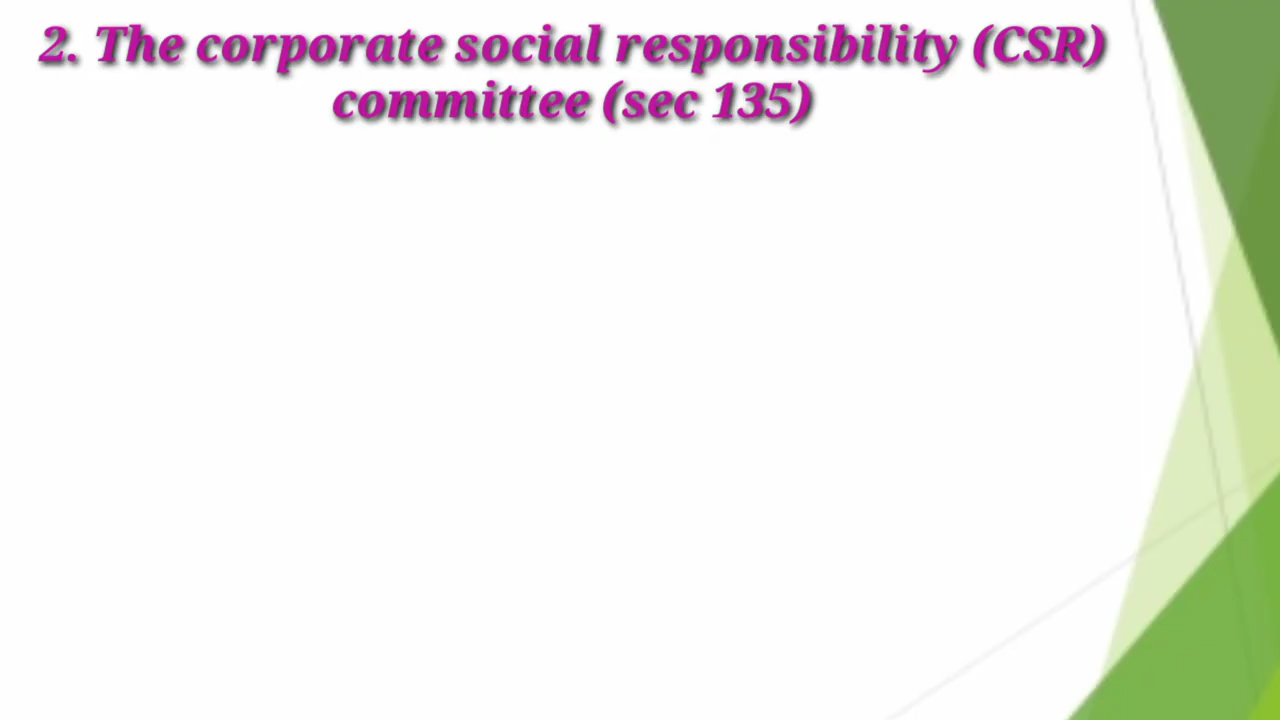 2. The corporate social responsibility (CSR)
committee (sec 135)